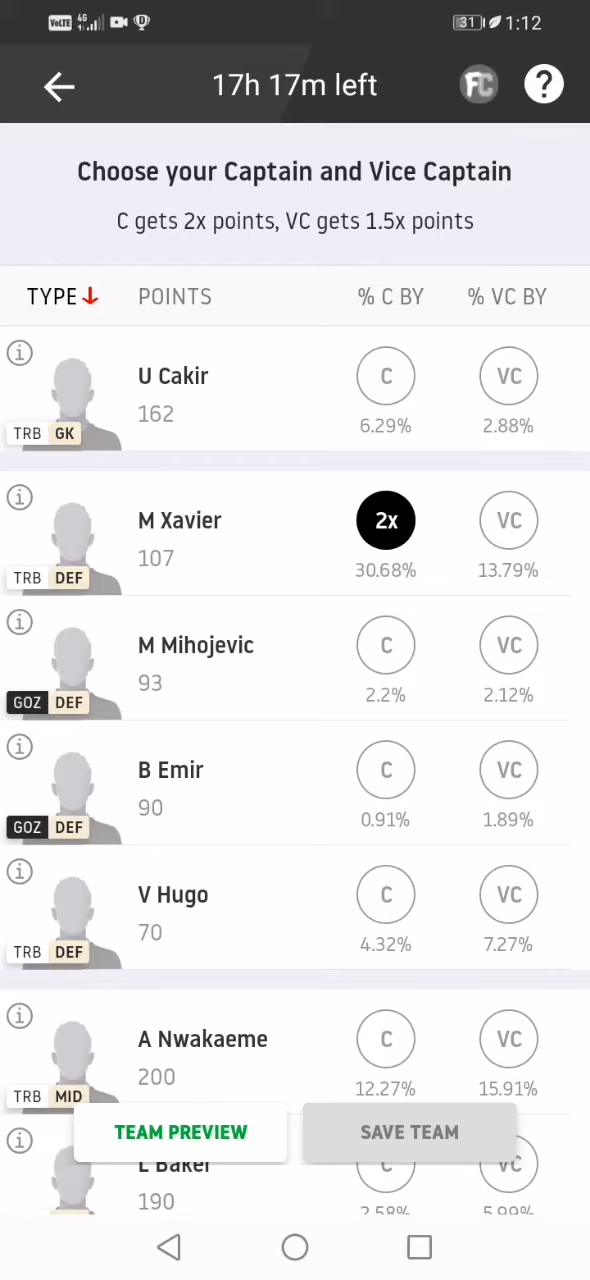 VoLTE 4G 31 1:12
17h 17m left FC ?
Choose your Captain and Vice Captain
C gets 2x points, VC gets 1.5x points
TYPE POINTS % C BY % VC BY
U Cakir
162
TRB GK
C VC
6.29% 2.88%
M Xavier
107
TRB DEF
2x VC
30.68% 13.79%
M Mihojevic
93
GOZ DEF
C VC
2.2% 2.12%
B Emir
90
GOZ DEF
C VC
0.91% 1.89%
V Hugo
70
TRB DEF
C VC
4.32% 7.27%
A Nwakaeme
200
TRB MID
C VC
12.27% 15.91%
TEAM PREVIEW SAVE TEAM
L Baker
190
C VC
2.58% 5.99%